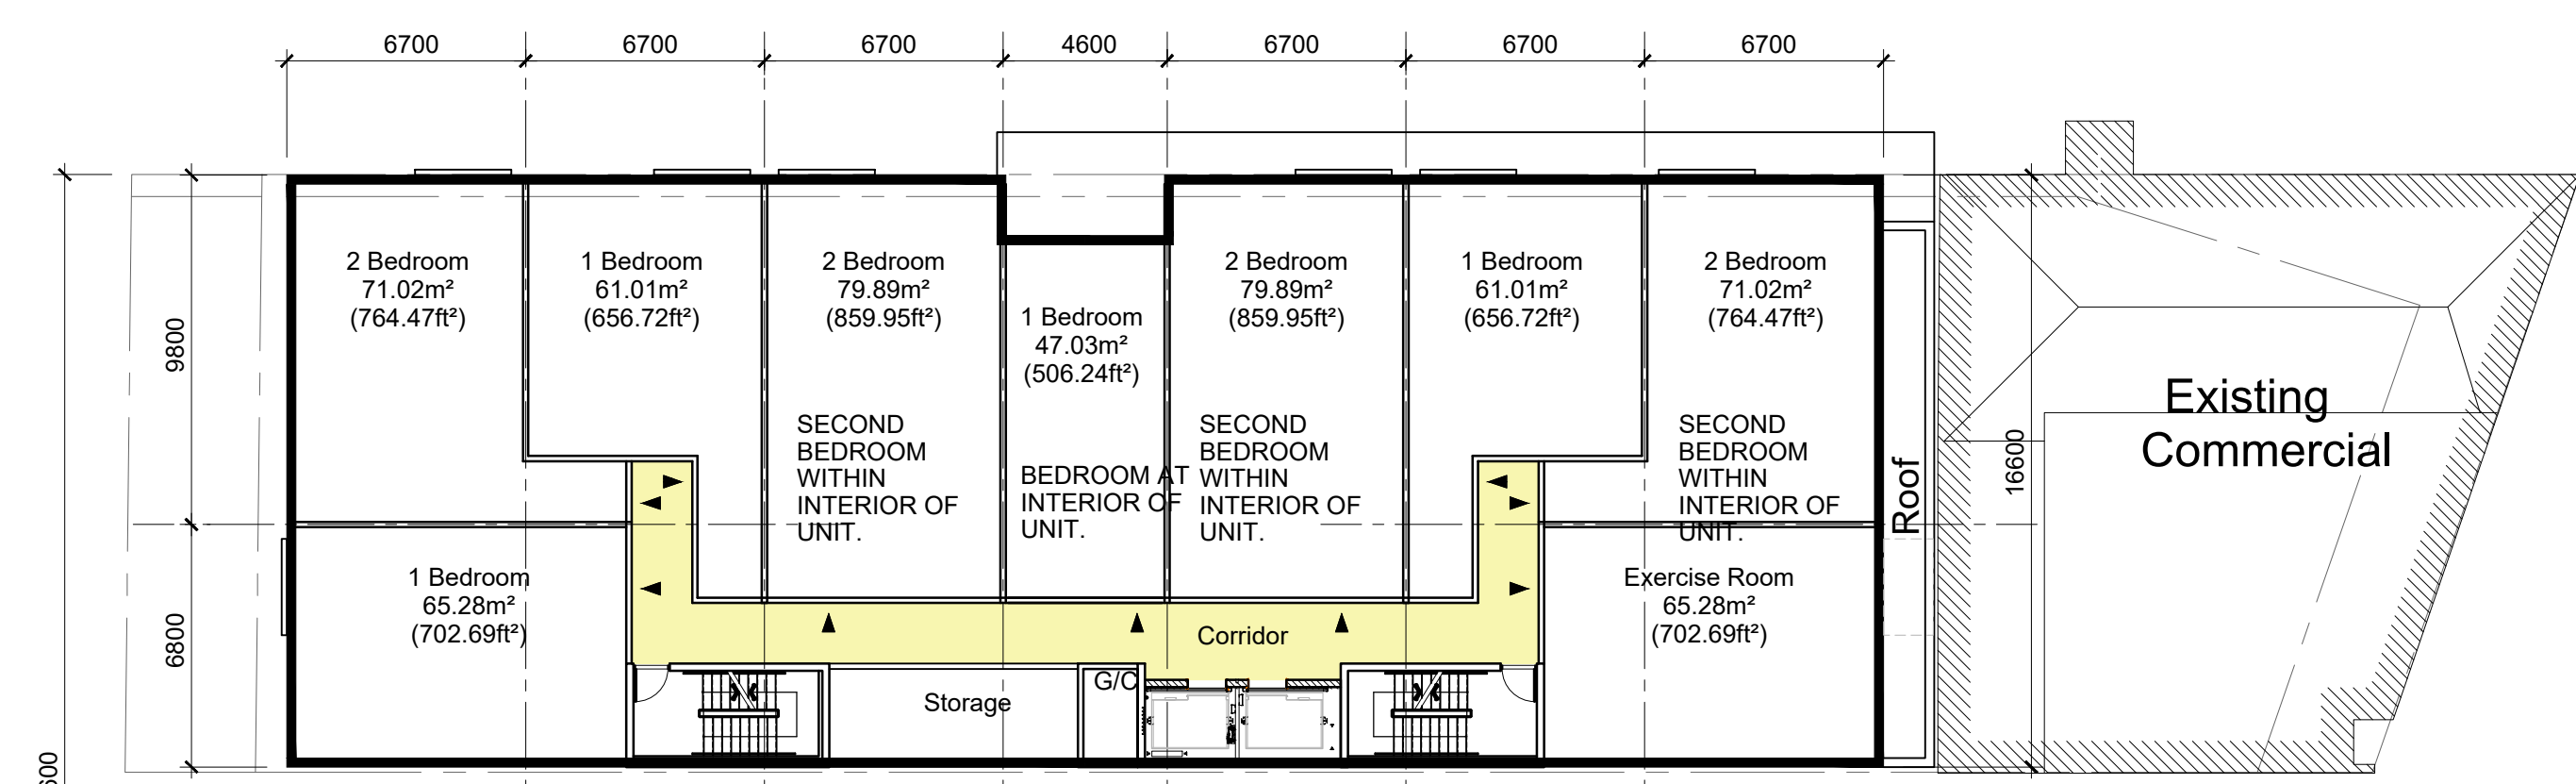 6700 6700 6700 4600 6700 6700 6700
2 Bedroom
71.02m²
(764.47ft²)
1 Bedroom
61.01m²
(656.72ft²)
2 Bedroom
79.89m²
(859.95ft²)
1 Bedroom
47.03m²
(506.24ft²)
2 Bedroom
79.89m²
(859.95ft²)
1 Bedroom
61.01m²
(656.72ft²)
2 Bedroom
71.02m²
(764.47ft²)
9800
SECOND
BEDROOM
WITHIN
INTERIOR OF
UNIT.
BEDROOM AT
INTERIOR OF
UNIT.
SECOND
BEDROOM
WITHIN
INTERIOR OF
UNIT.
SECOND
BEDROOM
WITHIN
INTERIOR OF
UNIT.
Roof
16600
Existing
Commercial
6800
1 Bedroom
65.28m²
(702.69ft²)
Exercise Room
65.28m²
(702.69ft²)
Corridor
Storage
G/C